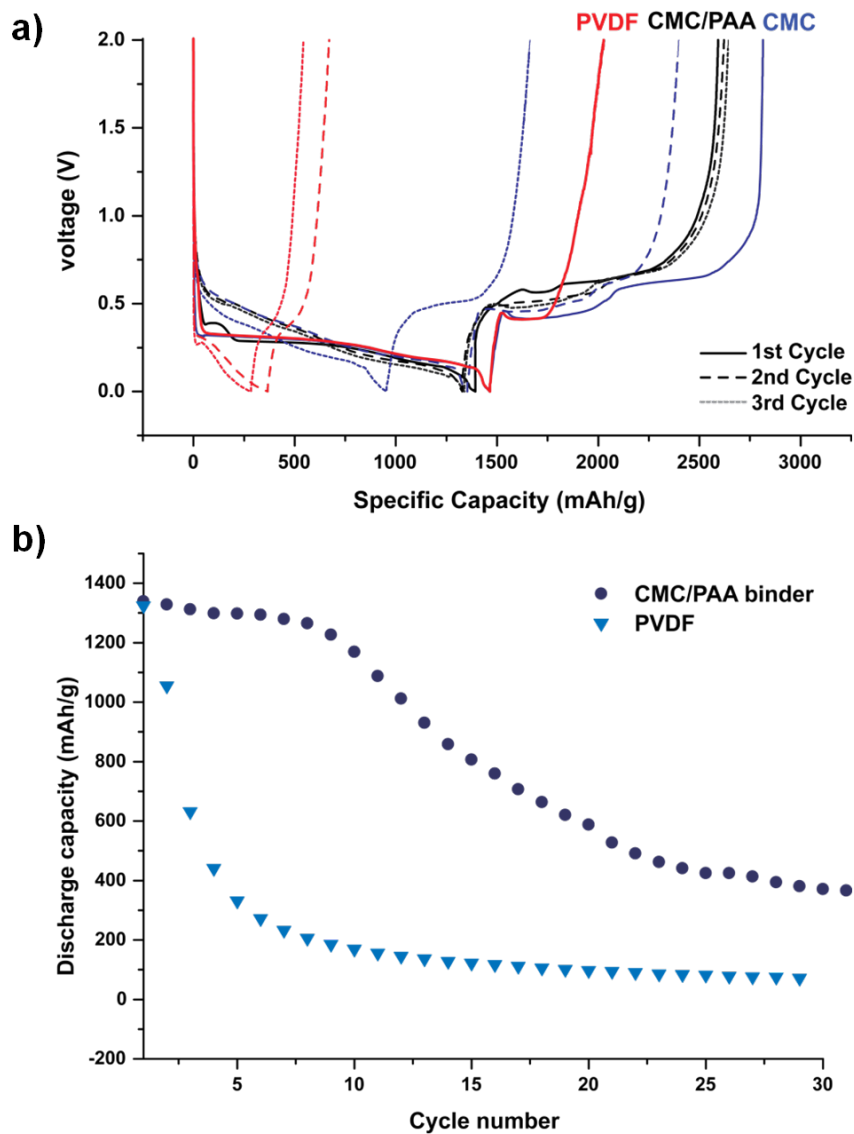 a)
PVDF CMC/PAA CMC
2.0
1.5
1.0
0.5
0.0
voltage (V)
1st Cycle
2nd Cycle
3rd Cycle
0 500 1000 1500 2000 2500 3000
Specific Capacity (mAh/g)
b)
1400
1200
1000
800
600
400
200
0
-200
Discharge capacity (mAh/g)
CMC/PAA binder
PVDF
5 10 15 20 25 30
Cycle number